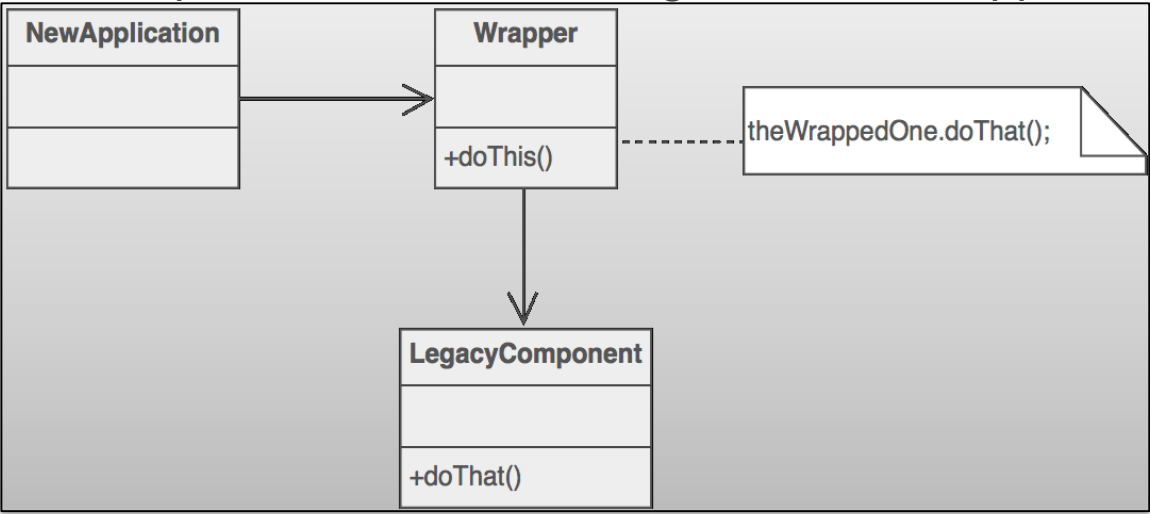 NewApplication
Wrapper
+doThis()
theWrappedOne.doThat();
LegacyComponent
+doThat()